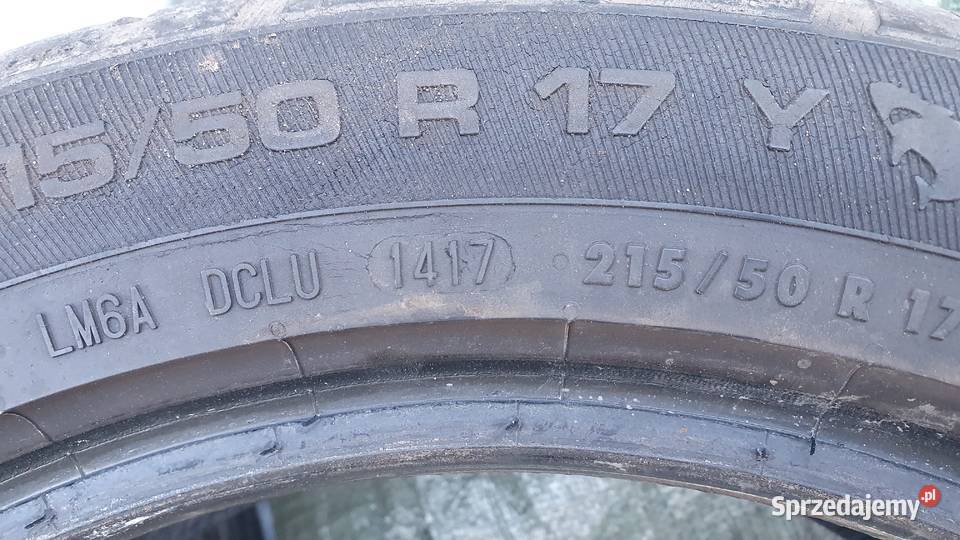 15/50 R 17 Y
LM6A DCLU 1417 215/50 R 17
Sprzedajemy.pl